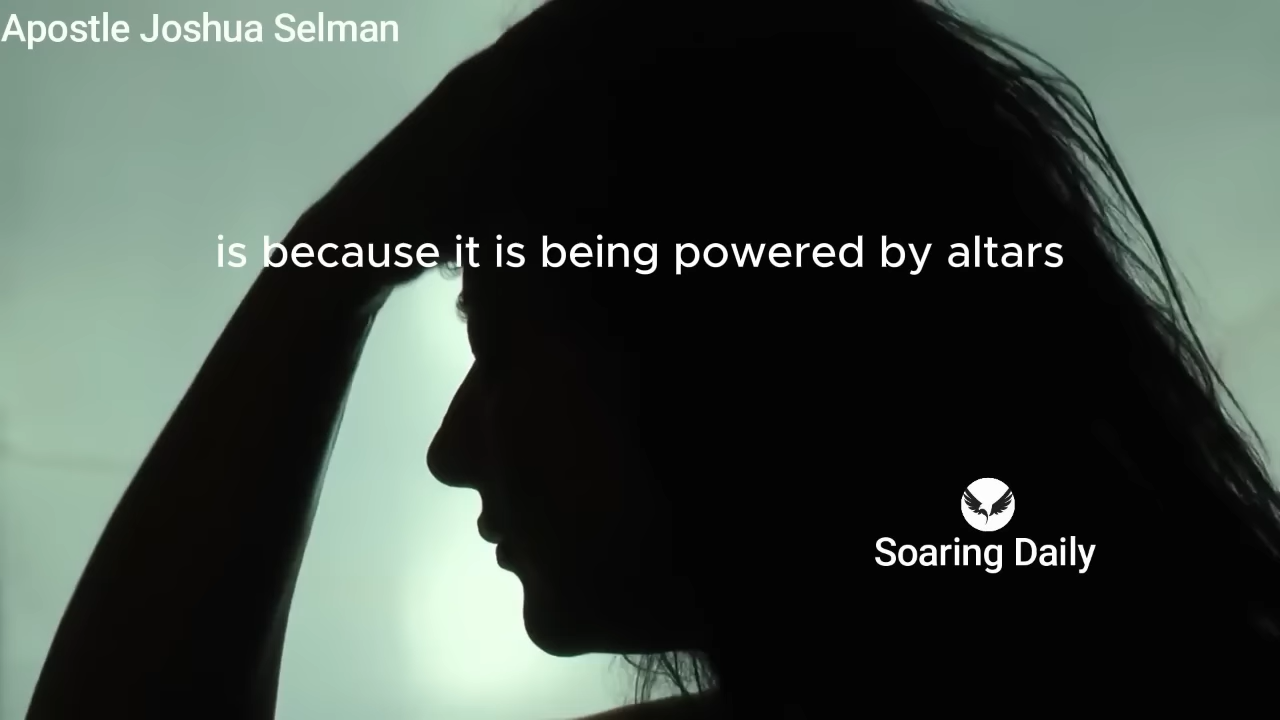 Apostle Joshua Selman
is because it is being powered by altars
Soaring Daily